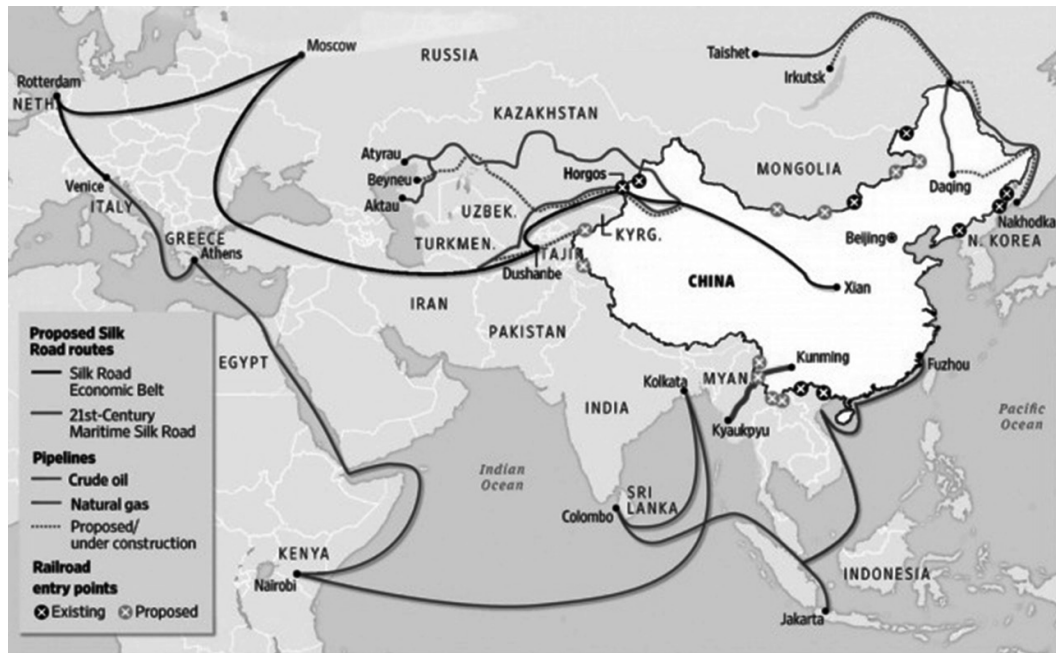 Moscow
RUSSIA
Taishet
Irkutsk
Rotterdam
NETH.
KAZAKHSTAN
Atyrau
Beyneu
Aktau
Horgos
MONGOLIA
Daqing
Nakhodka
Venice
ITALY
UZBEK.
TURKMEN.
KYRG.
TAJIK.
Dushanbe
Beijing
N. KOREA
GREECE
Athens
CHINA
Xian
IRAN
PAKISTAN
Proposed Silk
Road routes
Silk Road
Economic Belt
21st-Century
Maritime Silk Road
Pipelines
Crude oil
Natural gas
Proposed/
under construction
Railroad
entry points
Existing
Proposed
EGYPT
Kolkata
MYAN.
Kunming
Fuzhou
INDIA
Kyaukpyu
Pacific
Ocean
Indian
Ocean
SRI
LANKA
Colombo
KENYA
Nairobi
INDONESIA
Jakarta